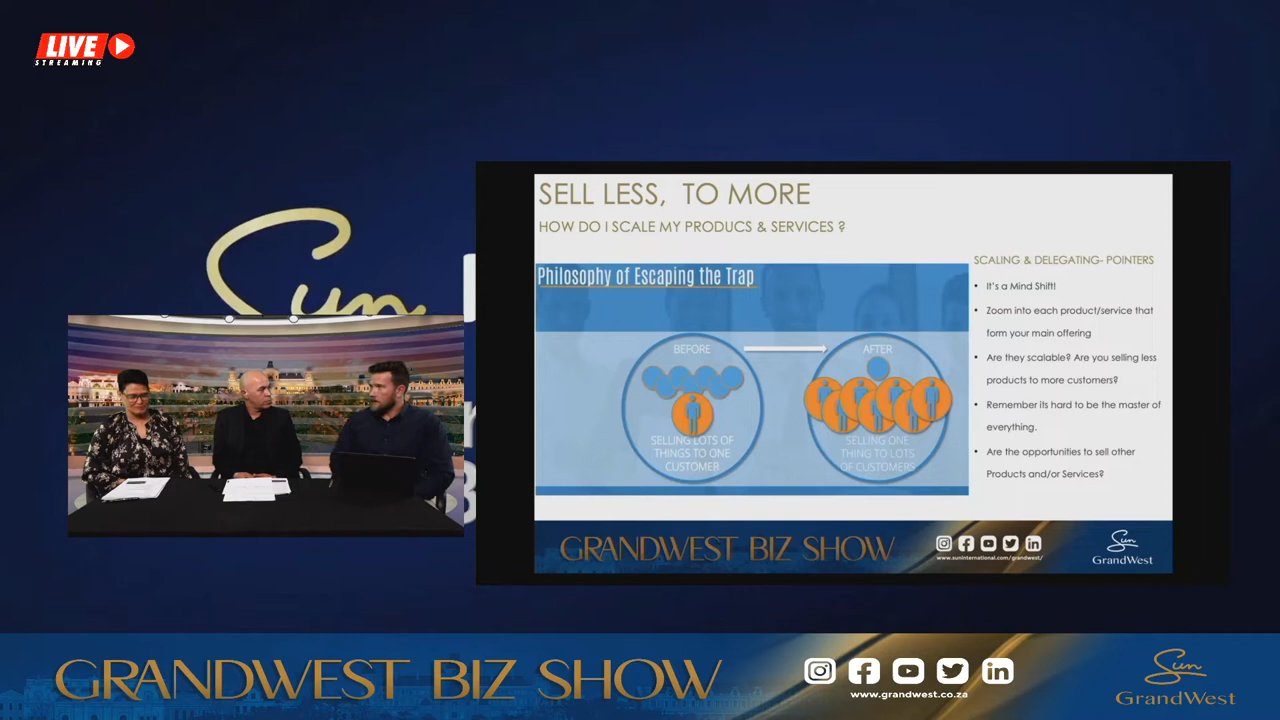 LIVE
STREAMING
Sun
SELL LESS,  TO MORE
HOW DO I SCALE MY PRODUCS & SERVICES ?
Philosophy of Escaping the Trap
BEFORE
SELLING LOTS OF
THINGS TO ONE
CUSTOMER
AFTER
SELLING ONE
THING TO LOTS
OF CUSTOMERS
SCALING & DELEGATING- POINTERS
• It's a Mind Shift!
• Zoom into each product/service that
form your main offering
• Are they scalable? Are you selling less
products to more customers?
• Remember its hard to be the master of
everything.
• Are the opportunities to sell other
Products and/or Services?
GRANDWEST BIZ SHOW
www.suninternational.com/grandwest/
Sun
GrandWest
GRANDWEST BIZ SHOW
www.grandwest.co.za
Sun
GrandWest